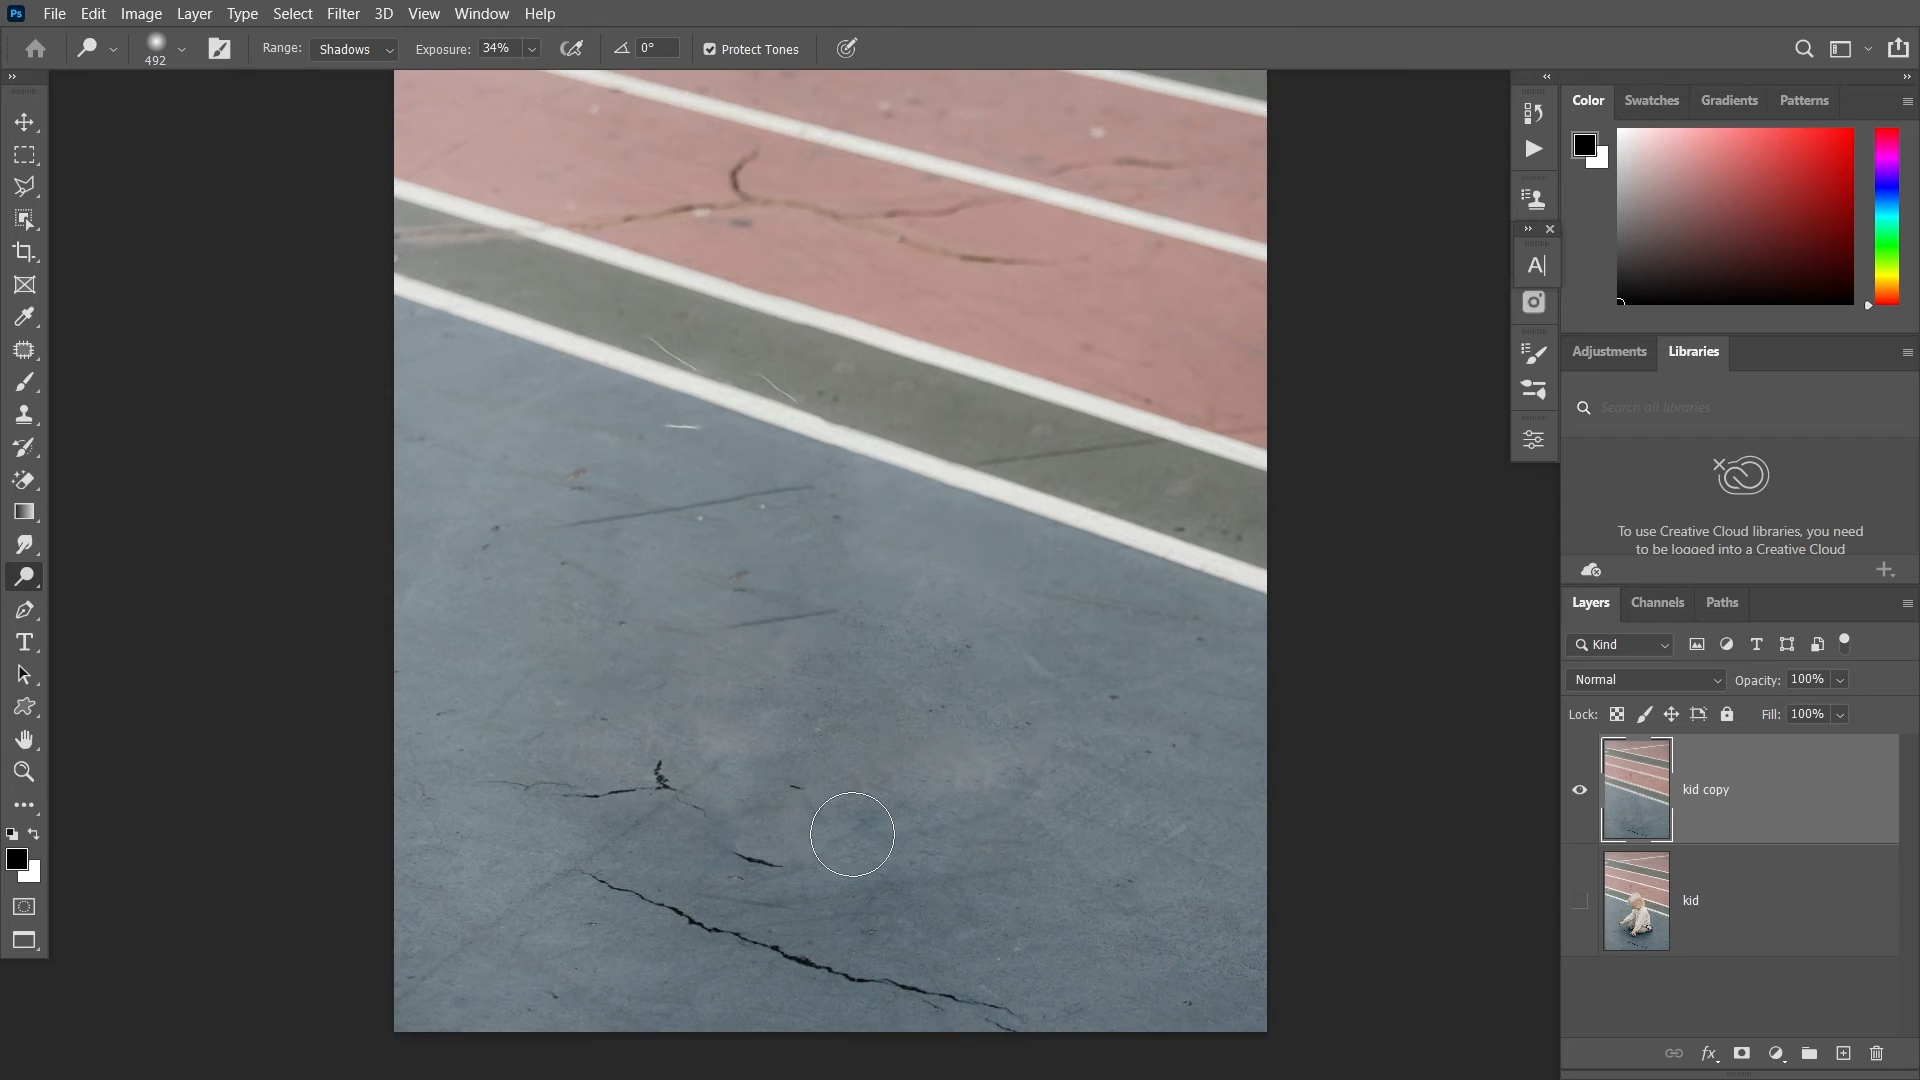 Ps File Edit Image Layer Type Select Filter 3D View Window Help
492 Range: Shadows Exposure: 34% 0° Protect Tones
Color Swatches Gradients Patterns
A
Adjustments Libraries
Search all libraries
To use Creative Cloud libraries, you need
to be logged into a Creative Cloud
Layers Channels Paths
Kind T
Normal Opacity: 100%
Lock: Fill: 100%
kid copy
kid
T
fx